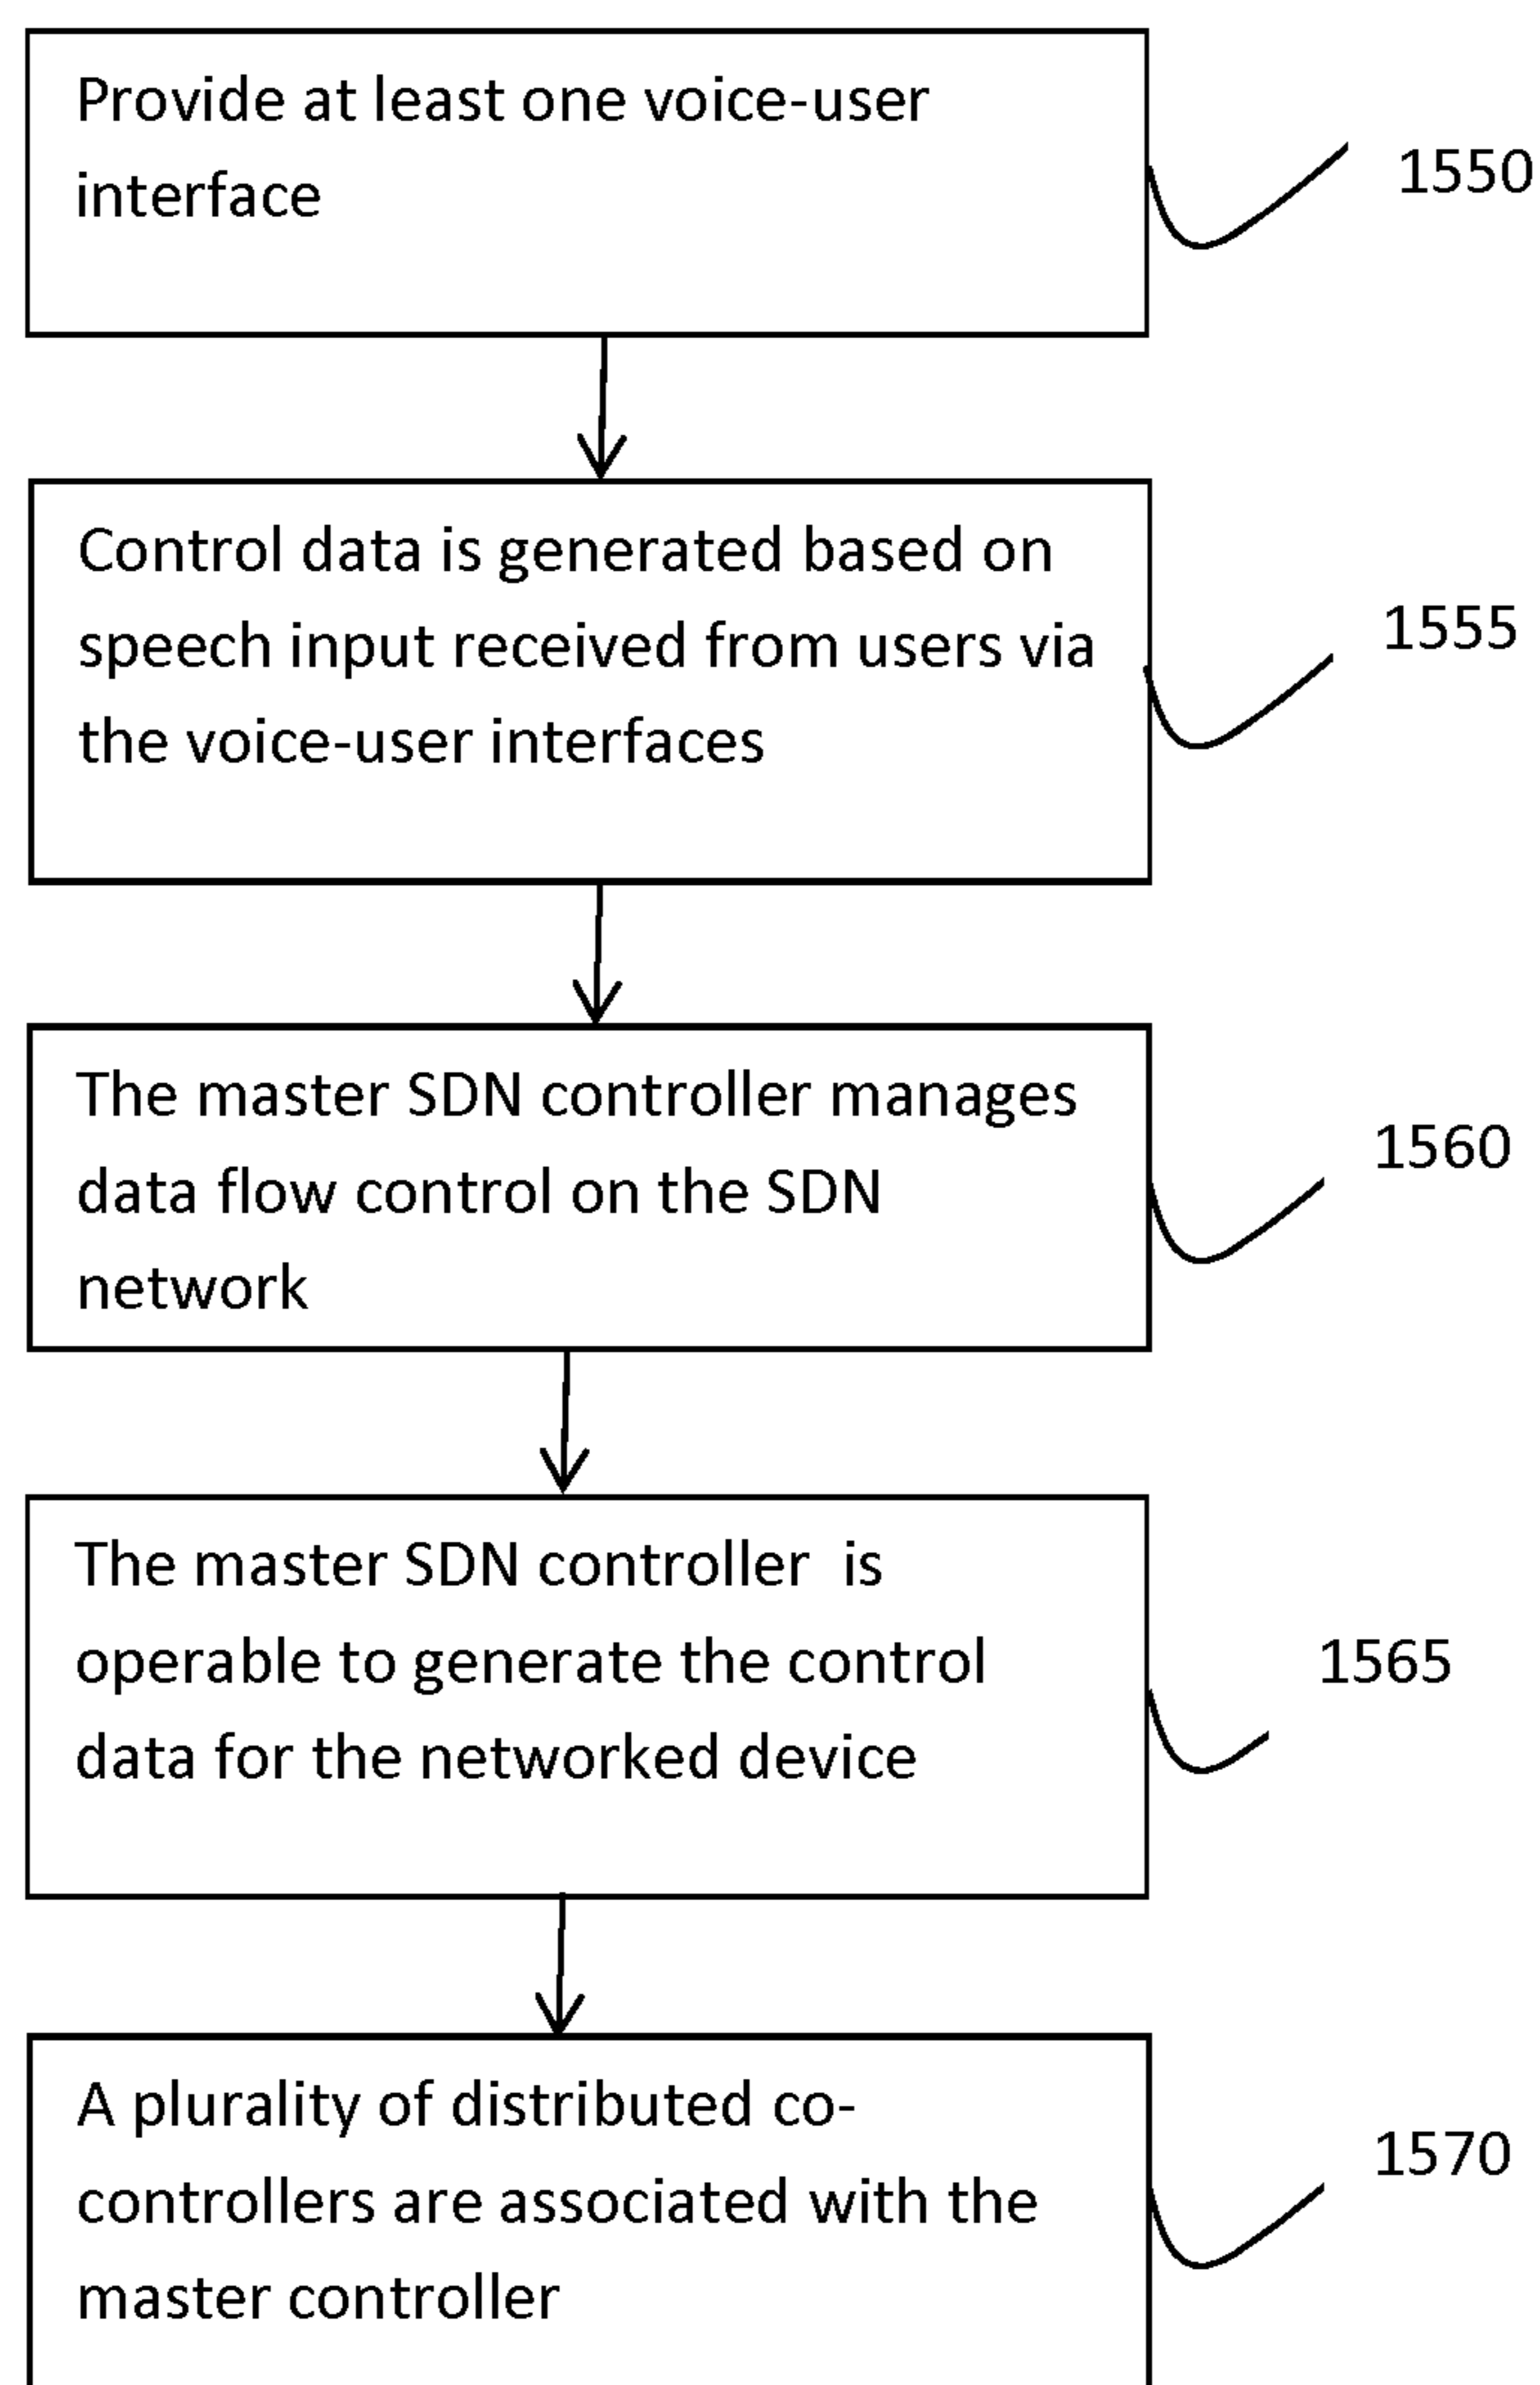 Provide at least one voice-user
interface
1550
Control data is generated based on
speech input received from users via
the voice-user interfaces
1555
The master SDN controller manages
data flow control on the SDN
network
1560
The master SDN controller  is
operable to generate the control
data for the networked device
1565
A plurality of distributed co-
controllers are associated with the
master controller
1570